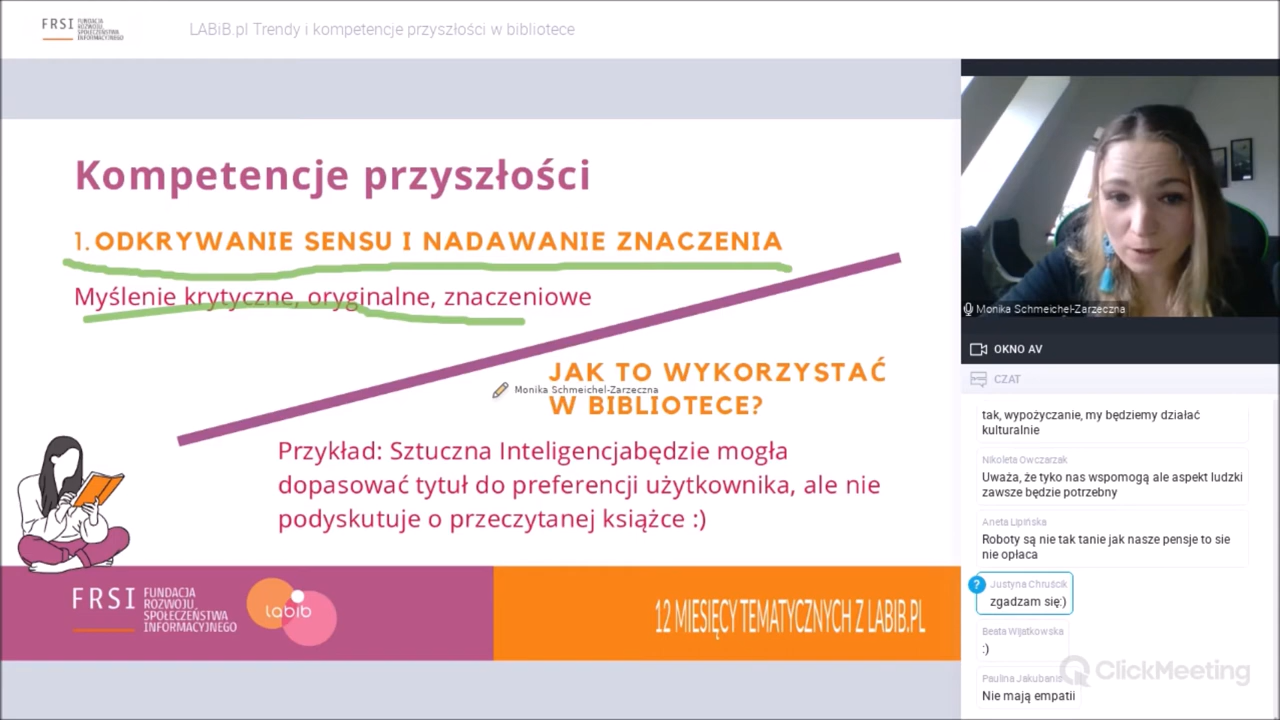 FRSI FUNDACJA
ROZWOJU
SPOŁECZEŃSTWA
INFORMACYJNEGO
LABiB.pl Trendy i kompetencje przyszłości w bibliotece
Kompetencje przyszłości
1. ODKRYWANIE SENSU I NADAWANIE ZNACZENIA
Myślenie krytyczne, oryginalne, znaczeniowe
JAK TO WYKORZYSTAĆ
Monika Schmeichel-Zarzeczna
W BIBLIOTECE?
Przykład: Sztuczna Inteligencjabędzie mogła
dopasować tytuł do preferencji użytkownika, ale nie
podyskutuje o przeczytanej książce :)
FRSI FUNDACJA
ROZWOJU
SPOŁECZEŃSTWA
INFORMACYJNEGO
labib
12 MIESIĘCY TEMATYCZNYCH Z LABIB.PL
Monika Schmeichel-Zarzeczna
OKNO AV
CZAT
tak, wypożyczanie, my będziemy działać
kulturalnie
Nikoleta Owczarzak
Uważa, że tyko nas wspomogą ale aspekt ludzki
zawsze będzie potrzebny
Aneta Lipińska
Roboty są nie tak tanie jak nasze pensje to sie
nie opłaca
?
Justyna Chruścik
zgadzam się:)
Beata Wijatkowska
:)
Paulina Jakubanis
Nie mają empatii
ClickMeeting